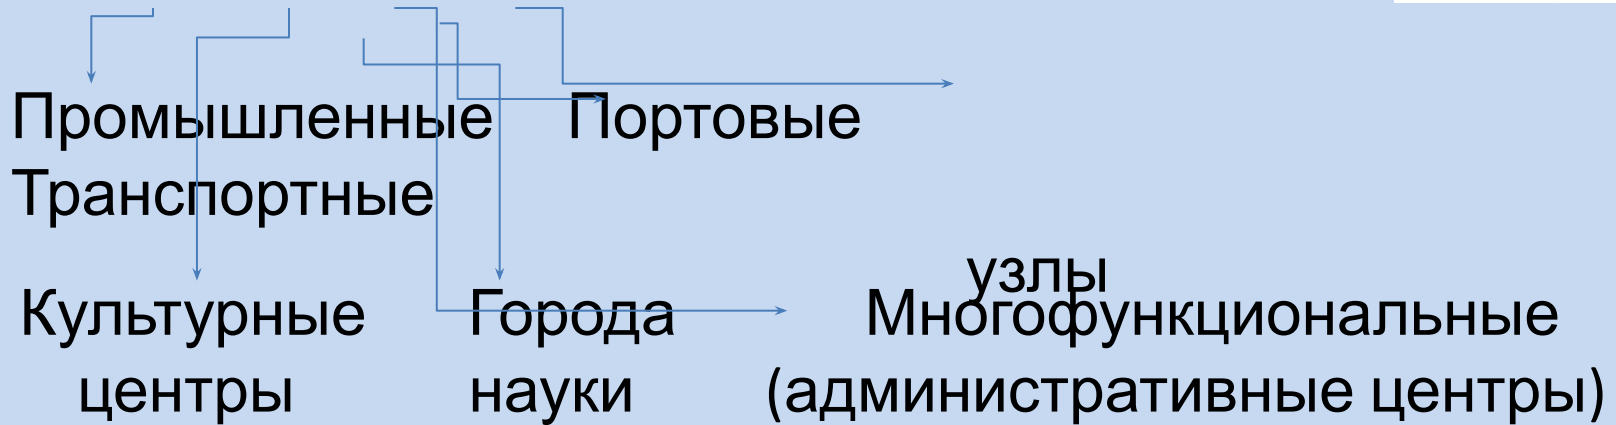 Промышленные Портовые
Транспортные
узлы
Культурные Города Многофункциональные
центры науки (административные центры)